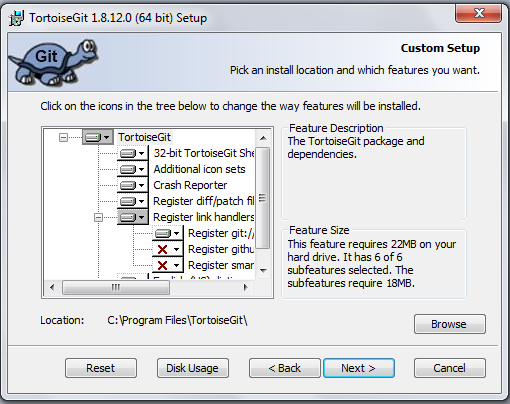 TortoiseGit 1.8.12.0 (64 bit) Setup
Git
Custom Setup
Pick an install location and which features you want.
Click on the icons in the tree below to change the way features will be installed.
TortoiseGit
32-bit TortoiseGit She
Additional icon sets
Crash Reporter
Register diff/patch fil
Register link handlers
Register git:/
Register githu
Register smar
Feature Description
The TortoiseGit package and
dependencies.
Feature Size
This feature requires 22MB on your
hard drive. It has 6 of 6
subfeatures selected. The
subfeatures require 18MB.
Location: C:\Program Files\TortoiseGit\
Browse
Reset Disk Usage < Back Next > Cancel